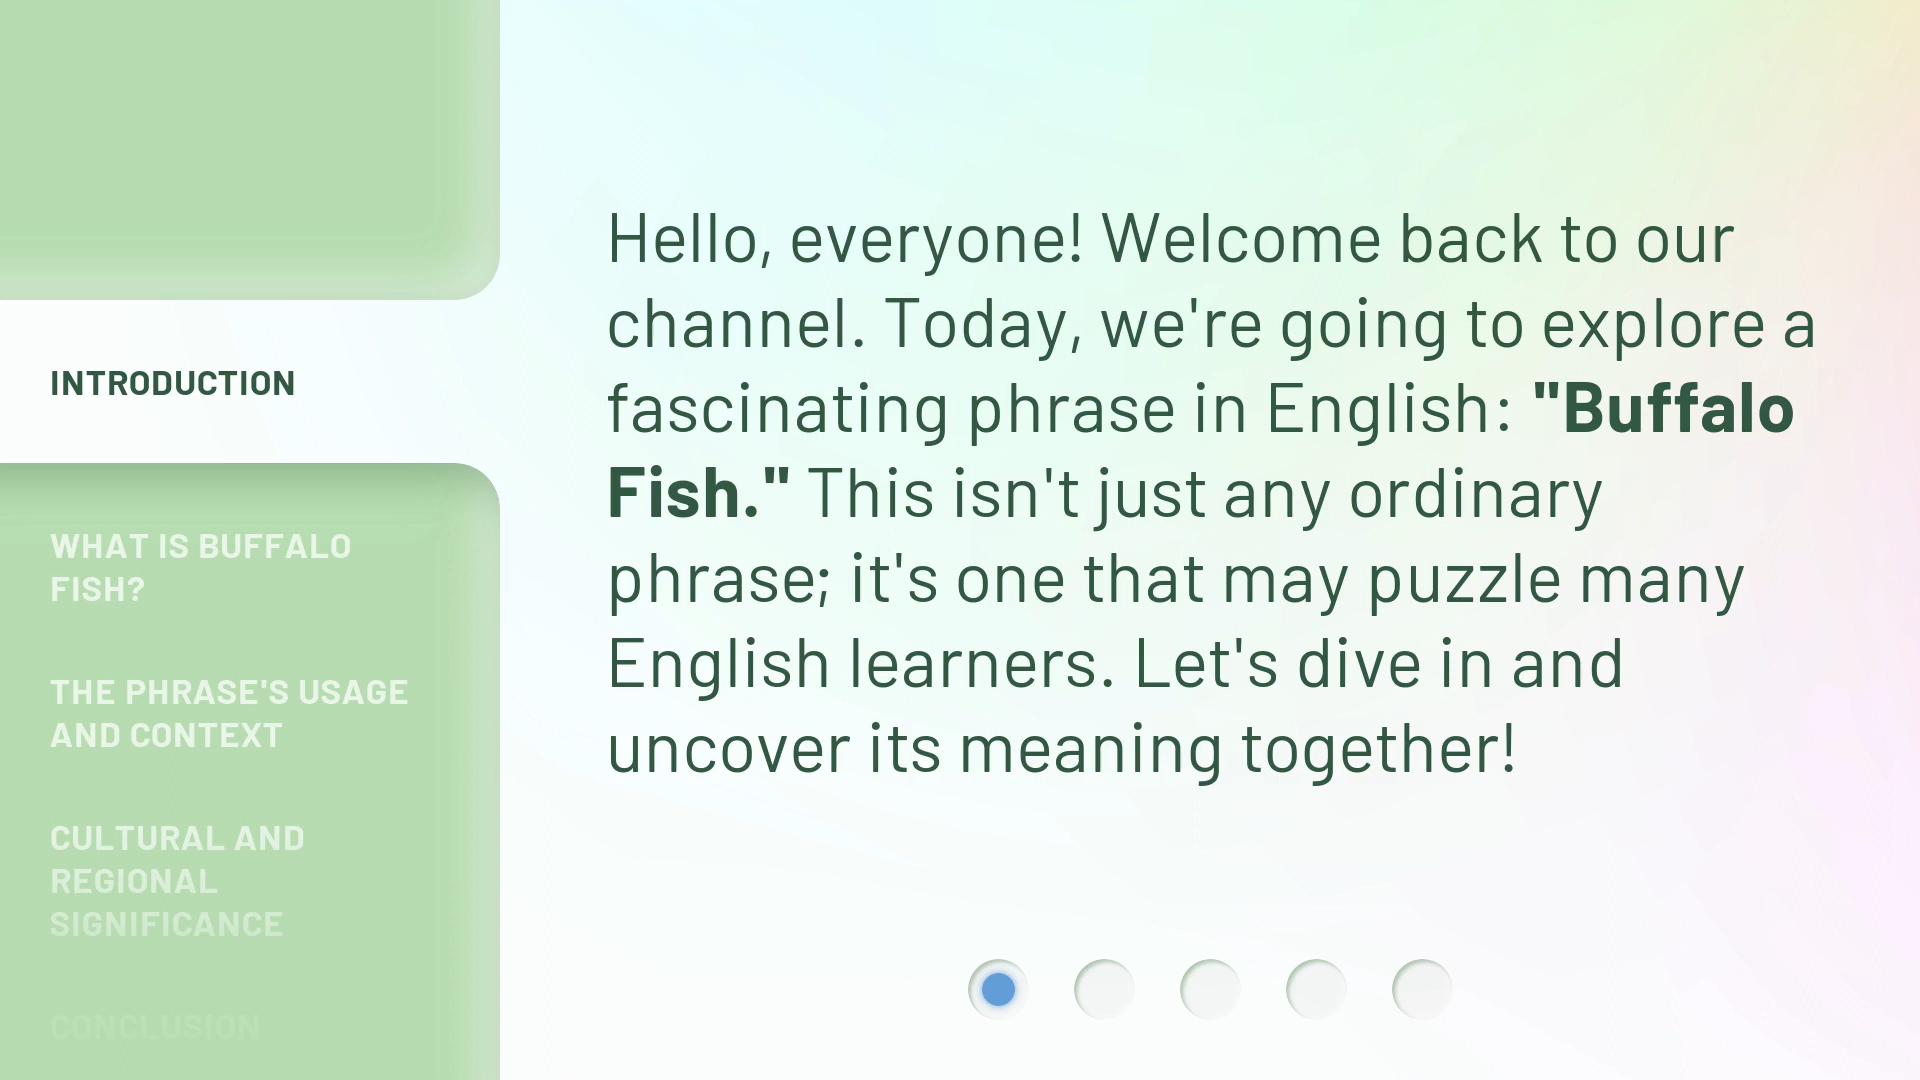 INTRODUCTION
WHAT IS BUFFALO
FISH?
THE PHRASE'S USAGE
AND CONTEXT
CULTURAL AND
REGIONAL
SIGNIFICANCE
CONCLUSION
Hello, everyone! Welcome back to our
channel. Today, we're going to explore a
fascinating phrase in English: "Buffalo
Fish." This isn't just any ordinary
phrase; it's one that may puzzle many
English learners. Let's dive in and
uncover its meaning together!